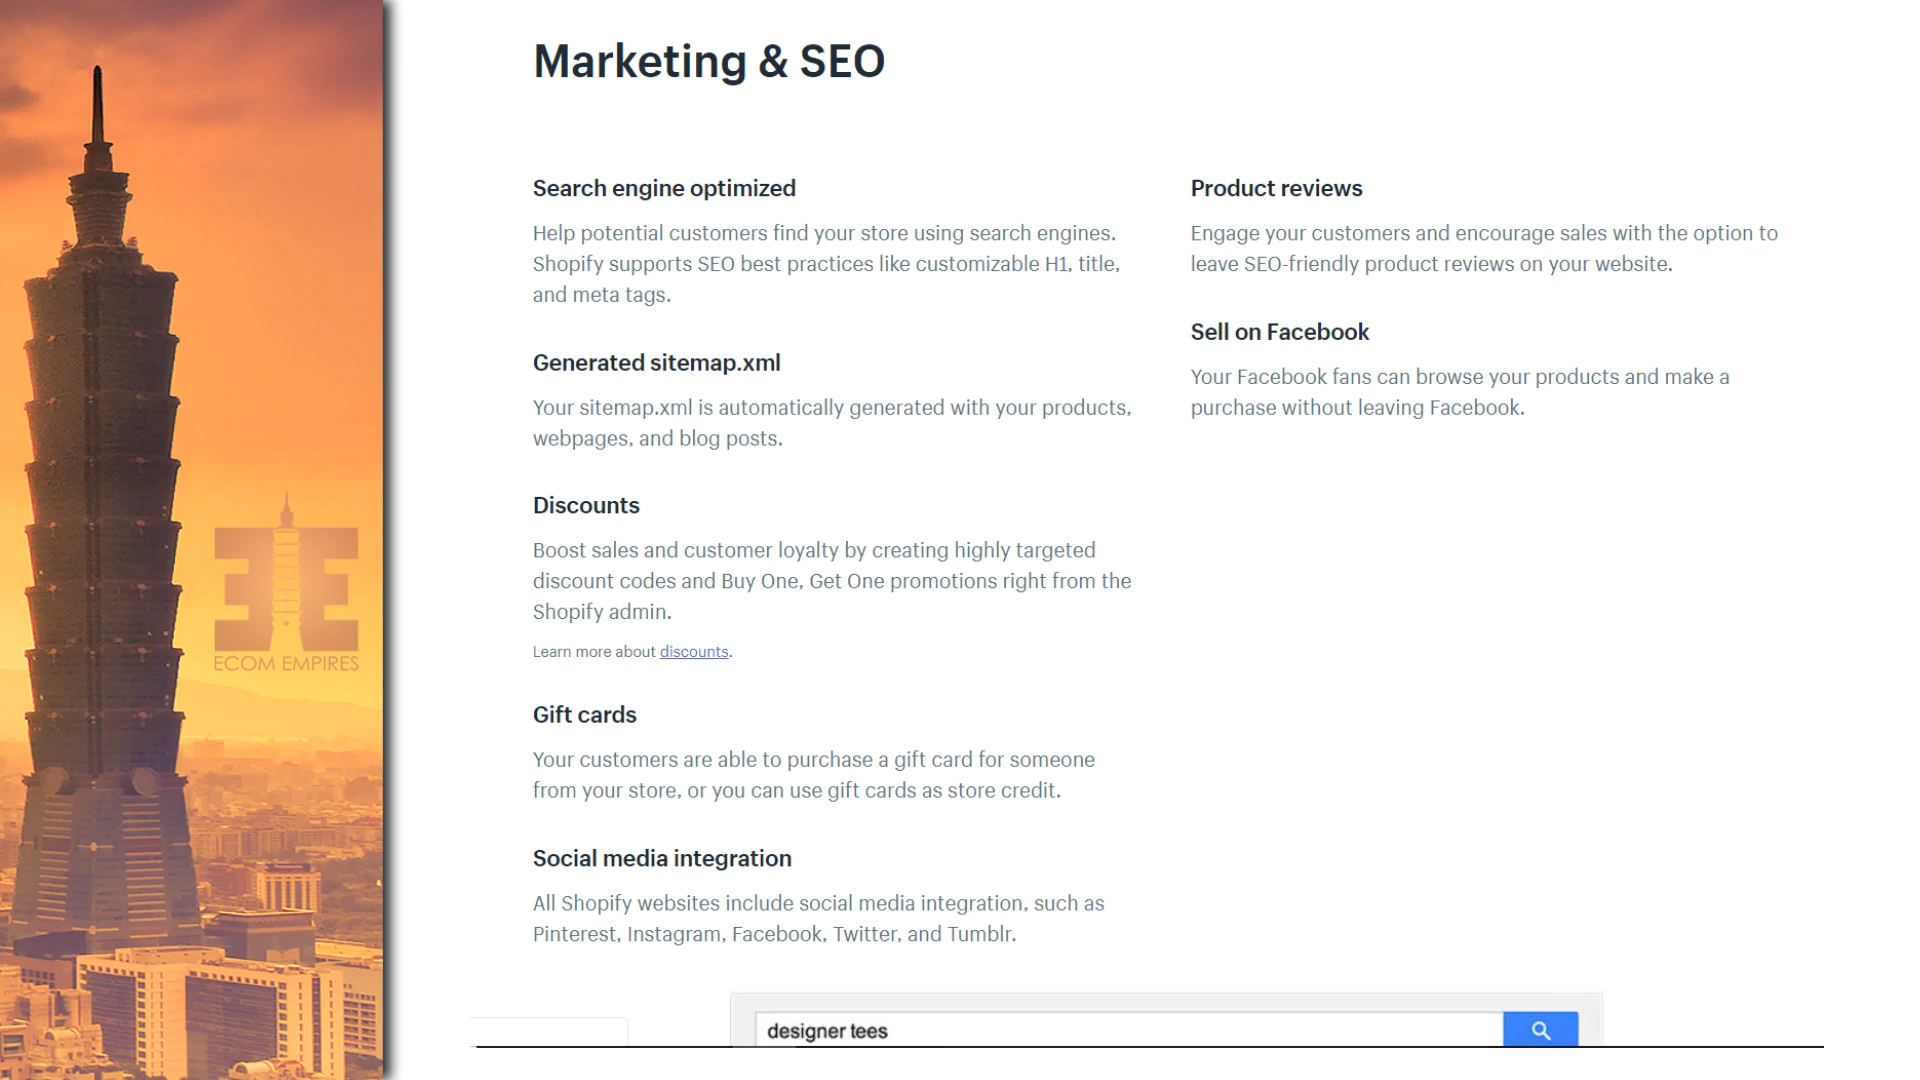 Marketing & SEO
Search engine optimized
Help potential customers find your store using search engines.
Shopify supports SEO best practices like customizable H1, title,
and meta tags.
Generated sitemap.xml
Your sitemap.xml is automatically generated with your products,
webpages, and blog posts.
Discounts
Boost sales and customer loyalty by creating highly targeted
discount codes and Buy One, Get One promotions right from the
Shopify admin.
Learn more about discounts.
Gift cards
Your customers are able to purchase a gift card for someone
from your store, or you can use gift cards as store credit.
Social media integration
All Shopify websites include social media integration, such as
Pinterest, Instagram, Facebook, Twitter, and Tumblr.
Product reviews
Engage your customers and encourage sales with the option to
leave SEO-friendly product reviews on your website.
Sell on Facebook
Your Facebook fans can browse your products and make a
purchase without leaving Facebook.
designer tees
ECOM EMPIRES